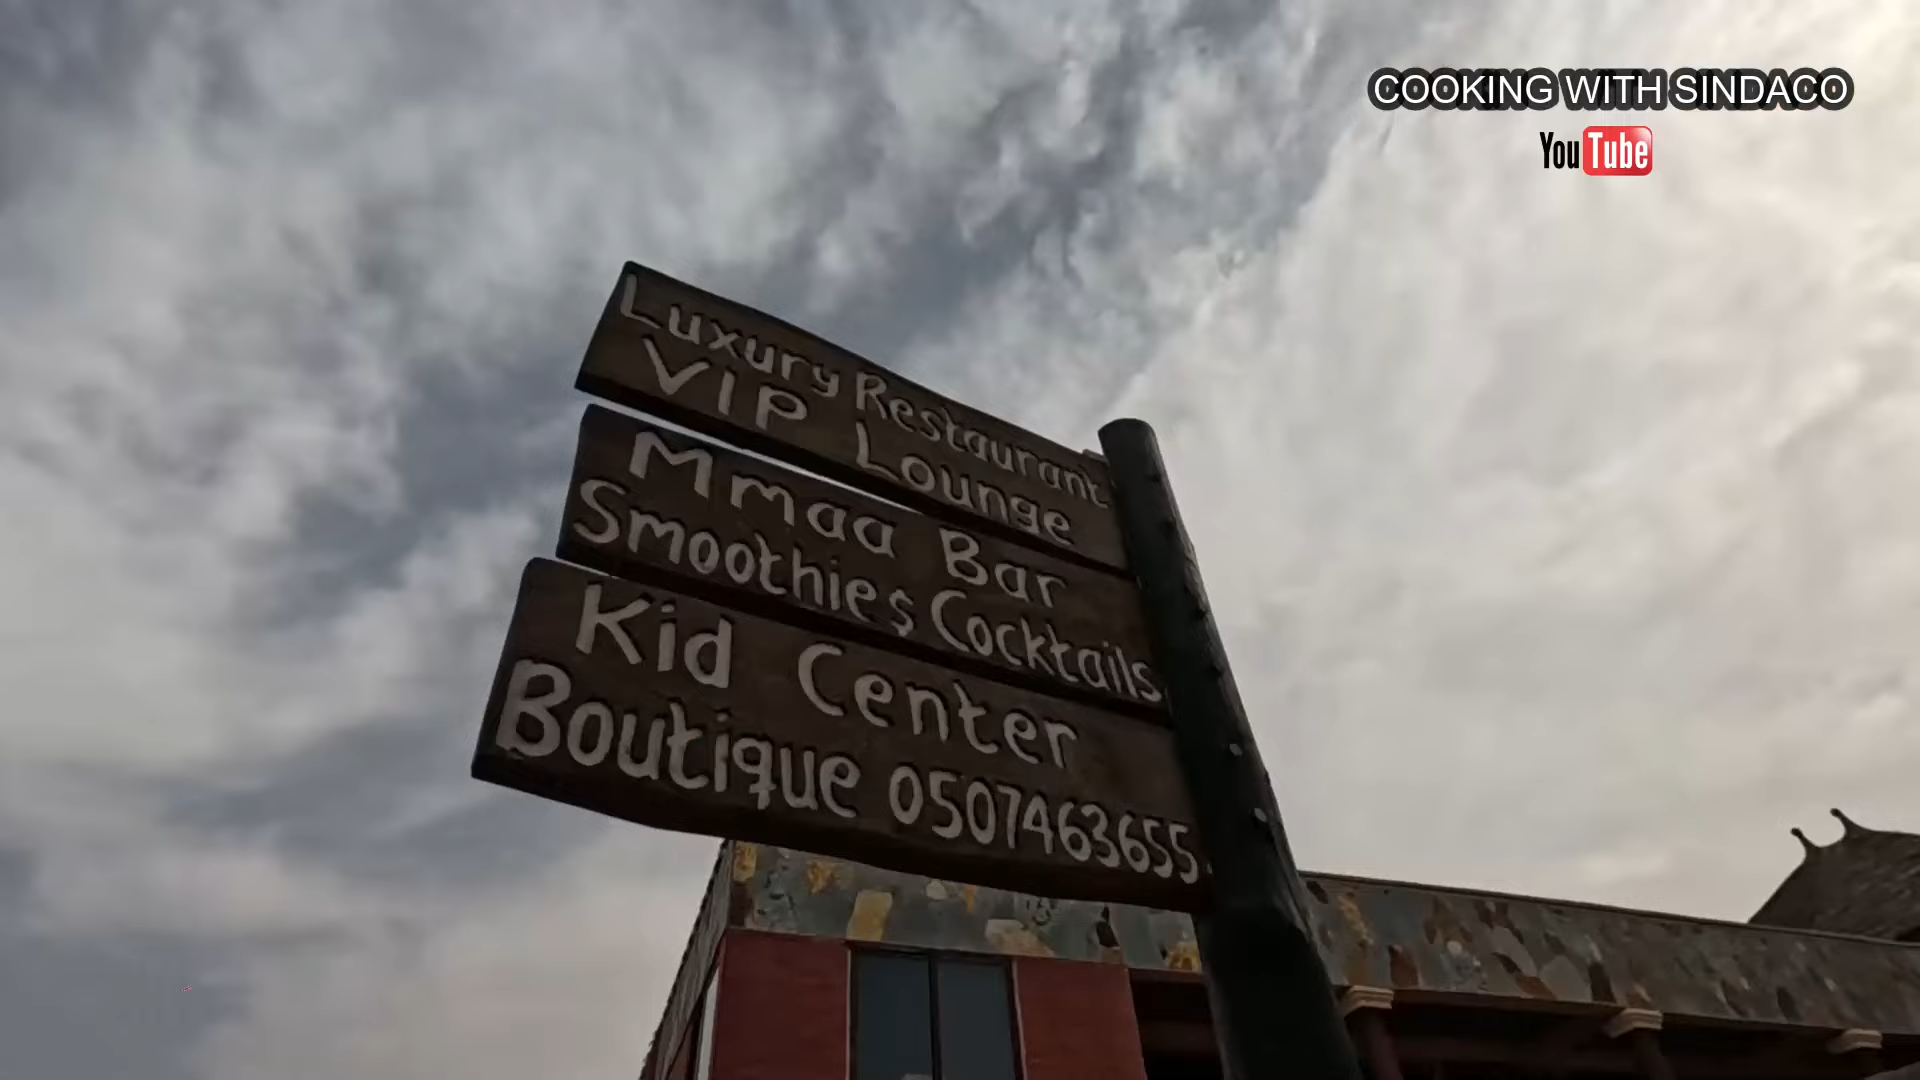 COOKING WITH SINDACO
YouTube
Luxury Restaurant
VIP Lounge
Mmaa Bar
Smoothies Cocktails
Kid Center
Boutique 0507463655